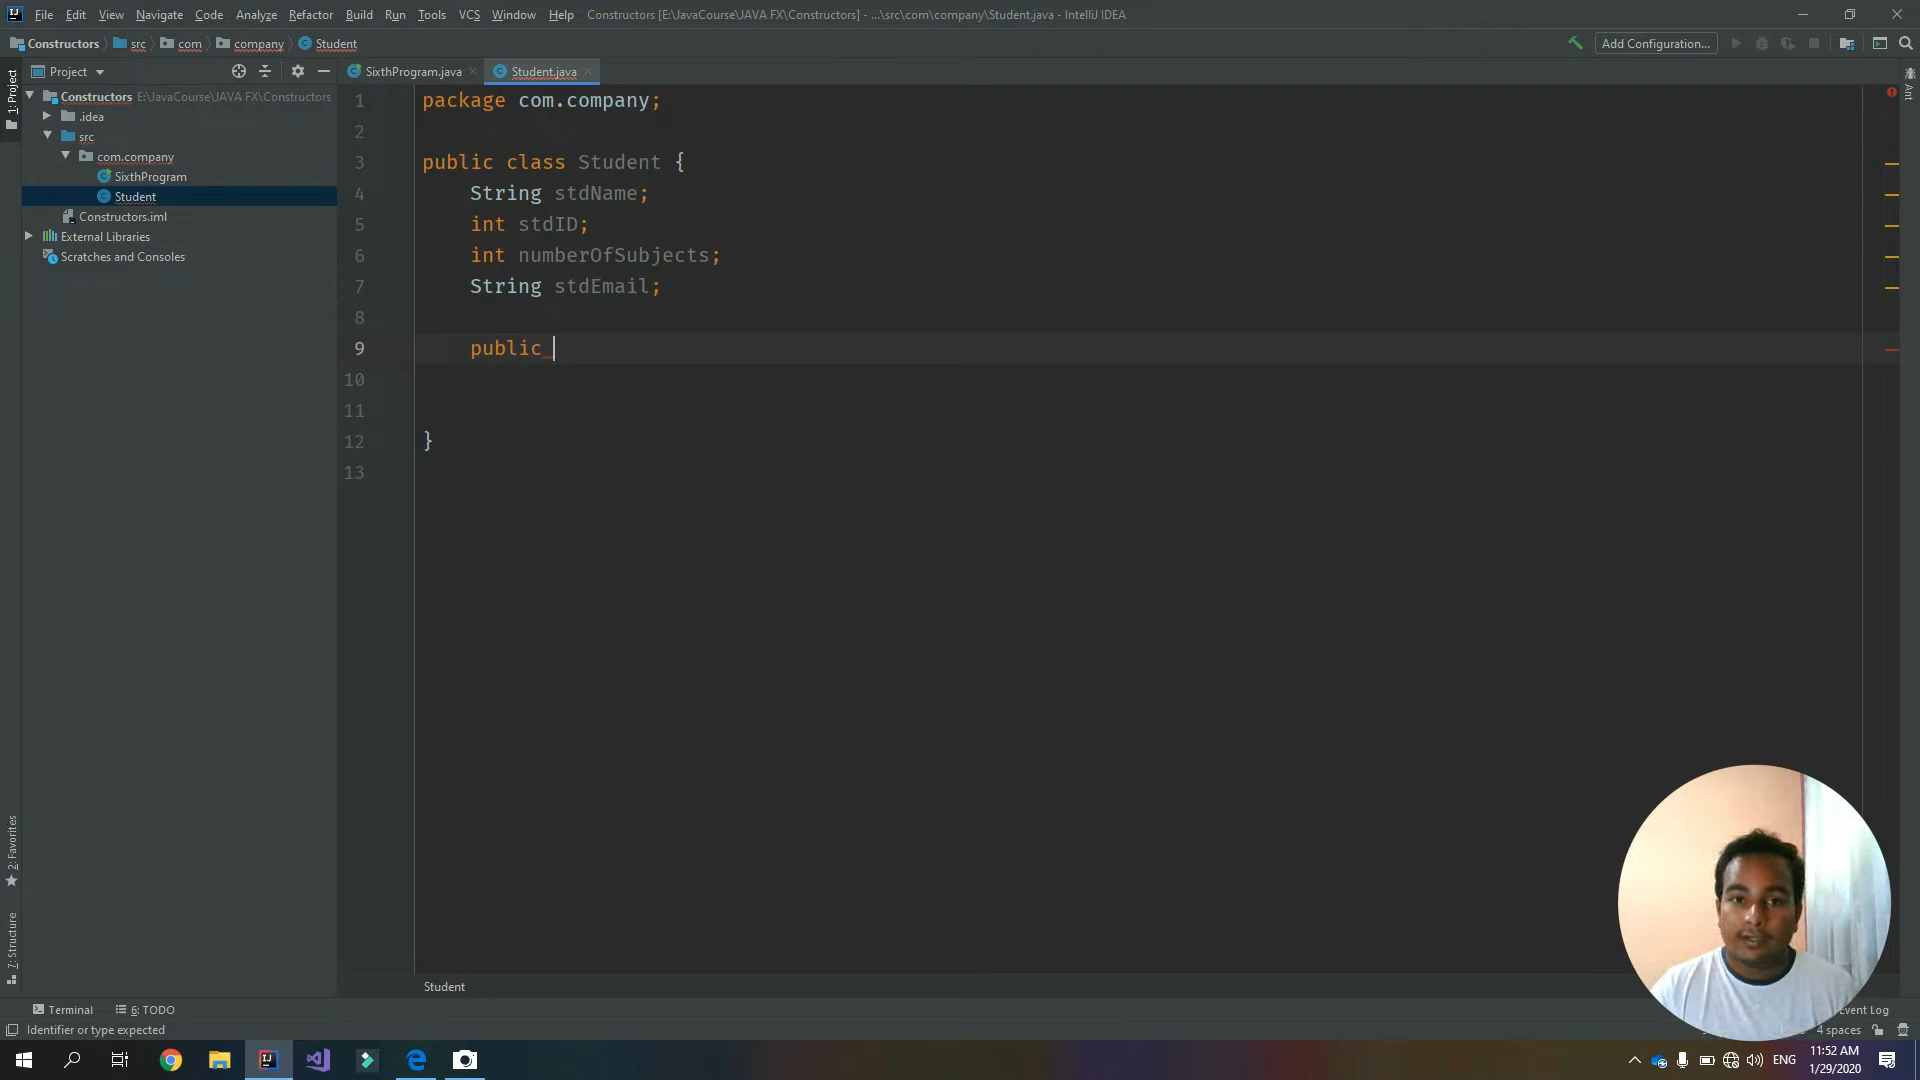 File Edit View Navigate Code Analyze Refactor Build Run Tools VCS Window Help Constructors [E:\JavaCourse\JAVA FX\Constructors] - ...\src\com\company\Student.java - IntelliJ IDEA
Constructors src com company Student Add Configuration...
Project SixthProgram.java Student.java
1: Project
Ant
Constructors E:\JavaCourse\JAVA FX\Constructors
.idea
src
com.company
SixthProgram
Student
Constructors.iml
External Libraries
Scratches and Consoles
1 package com.company;
2
3 public class Student {
4 String stdName;
5 int stdID;
6 int numberOfSubjects;
7 String stdEmail;
8
9 public
10
11
12 }
13
2: Favorites
7: Structure
Student
Terminal 6: TODO Event Log
Identifier or type expected 4 spaces
ENG 11:52 AM
1/29/2020